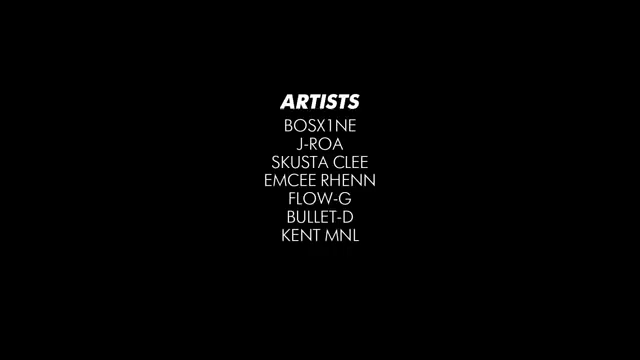 ARTISTS
BOSX1NE
J-ROA
SKUSTA CLEE
EMCEE RHENN
FLOW-G
BULLET-D
KENT MNL